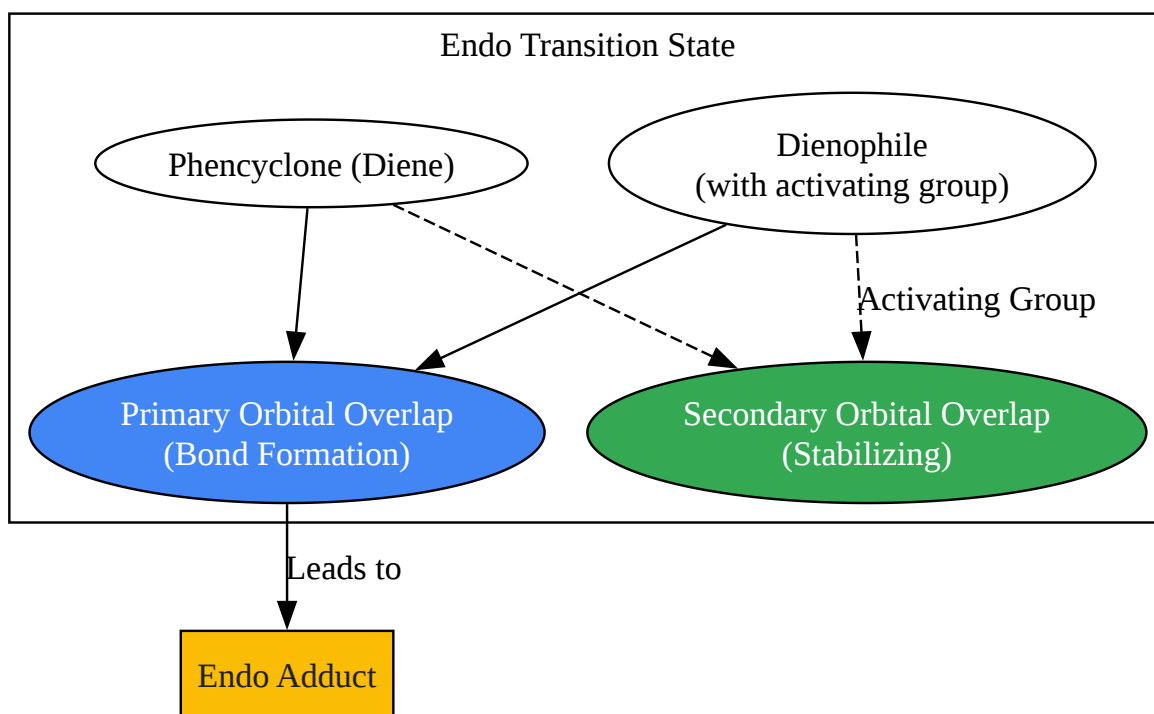 Endo Transition State
Phencyclone (Diene)
Dienophile
(with activating group)
Activating Group
Primary Orbital Overlap
(Bond Formation)
Secondary Orbital Overlap
(Stabilizing)
Leads to
Endo Adduct